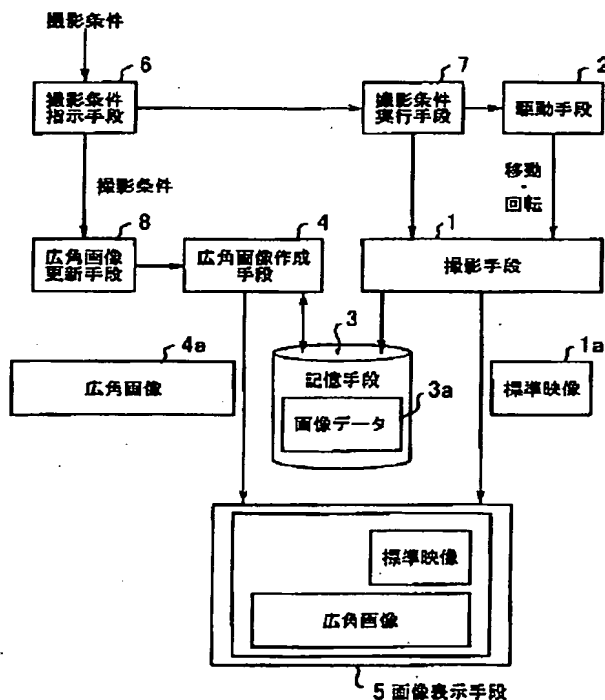 撮影条件
6
7
2
撮影条件
指示手段
撮影条件
実行手段
駆動手段
撮影条件
移動
・
回転
8
4
1
広角画像
更新手段
広角画像作成
手段
撮影手段
4a
3
1a
広角画像
記憶手段
標準映像
3a
画像データ
標準映像
広角画像
5 画像表示手段